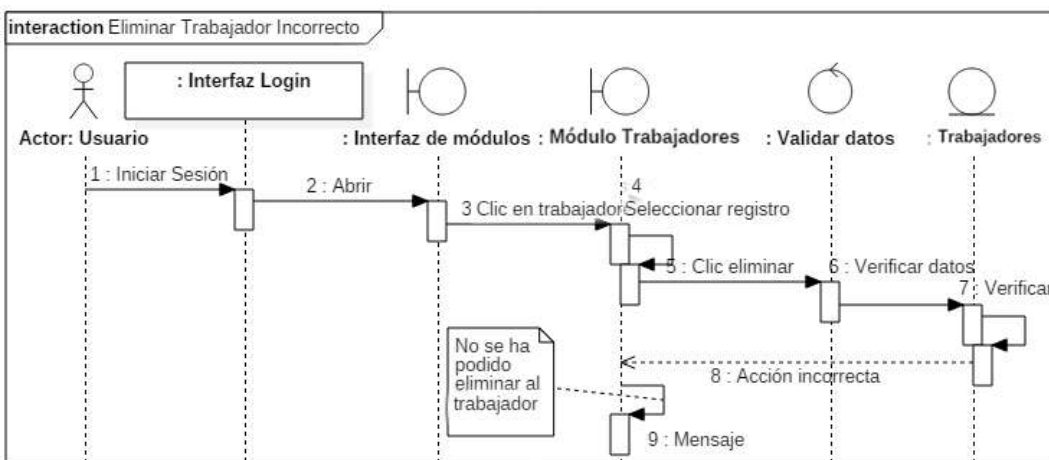 interaction Eliminar Trabajador Incorrecto
: Interfaz Login
Actor: Usuario
: Interfaz de módulos
: Módulo Trabajadores
: Validar datos
: Trabajadores
1 : Iniciar Sesión
2 : Abrir
3 Clic en trabajador
: 4
Seleccionar registro
5 : Clic eliminar
6 : Verificar datos
7 : Verificar
8 : Acción incorrecta
No se ha
podido
eliminar al
trabajador
9 : Mensaje